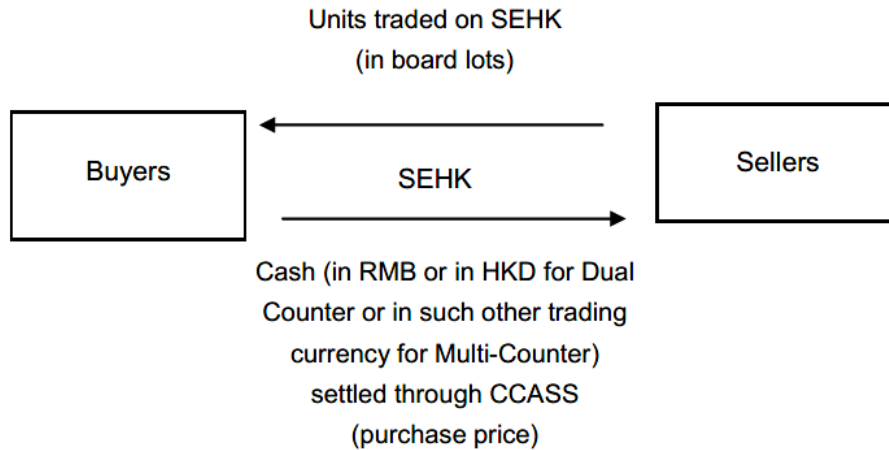 Units traded on SEHK
(in board lots)
Buyers
SEHK
Sellers
Cash (in RMB or in HKD for Dual
Counter or in such other trading
currency for Multi-Counter)
settled through CCASS
(purchase price)